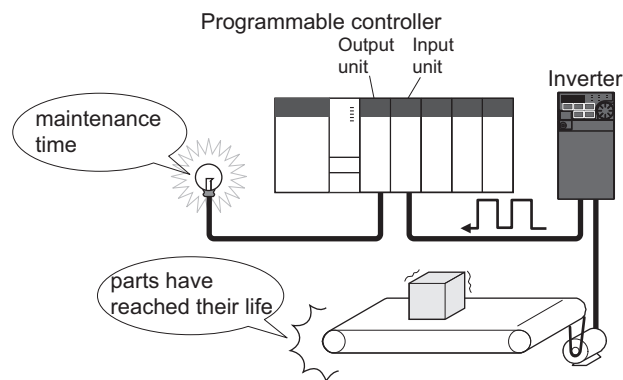 Programmable controller
Output
unit
Input
unit
Inverter
maintenance
time
parts have
reached their life